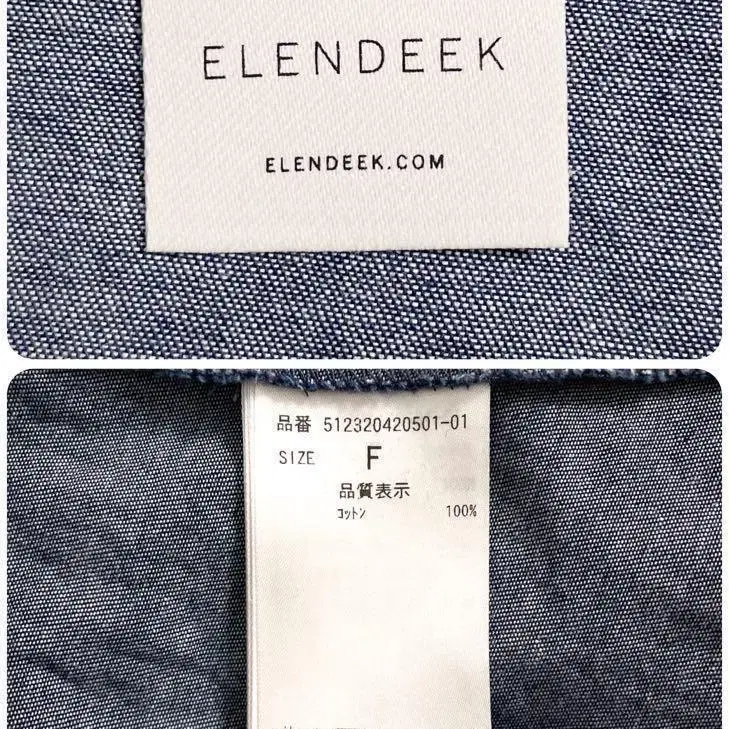 ELENDEEK
ELENDEEK.COM
品番 512320420501-01
SIZE F
品質表示
ｺｯﾄﾝ 100%